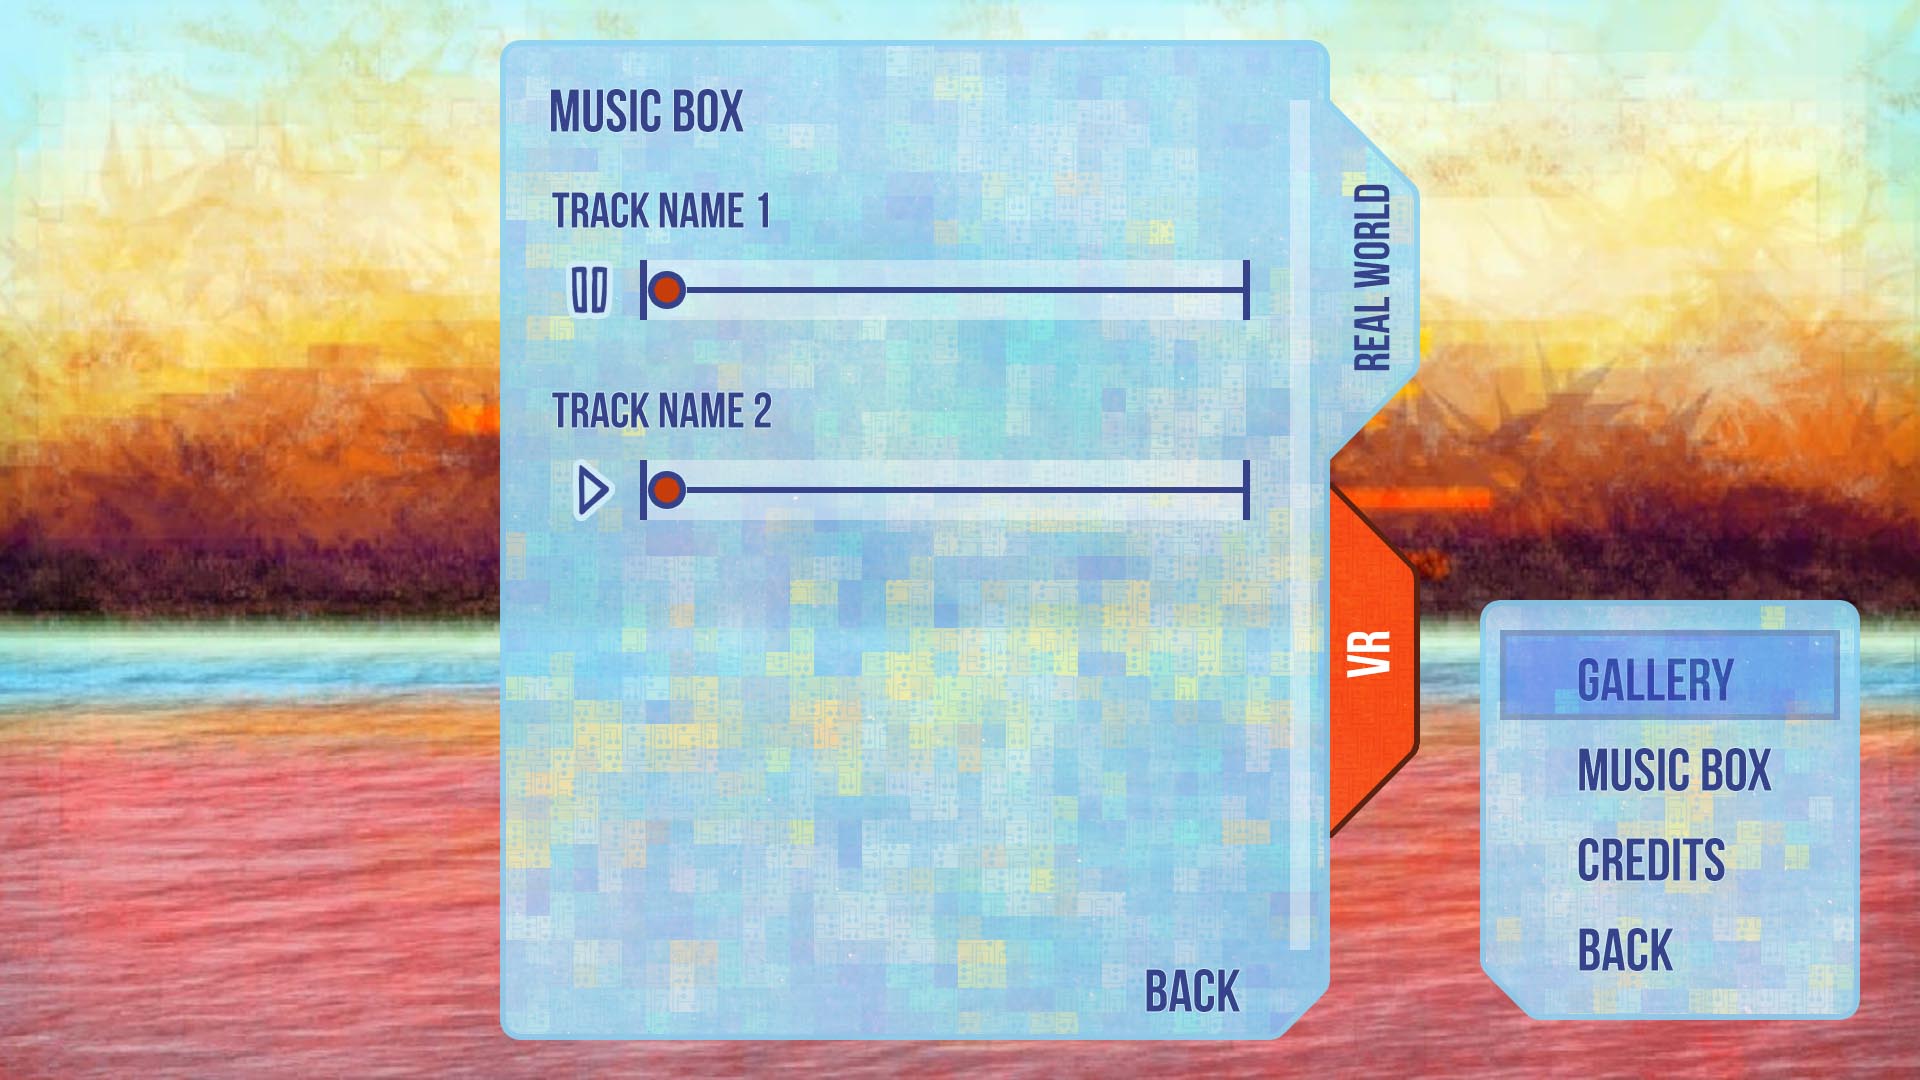 MUSIC BOX
TRACK NAME 1
TRACK NAME 2
BACK
REAL WORLD
VR
GALLERY
MUSIC BOX
CREDITS
BACK